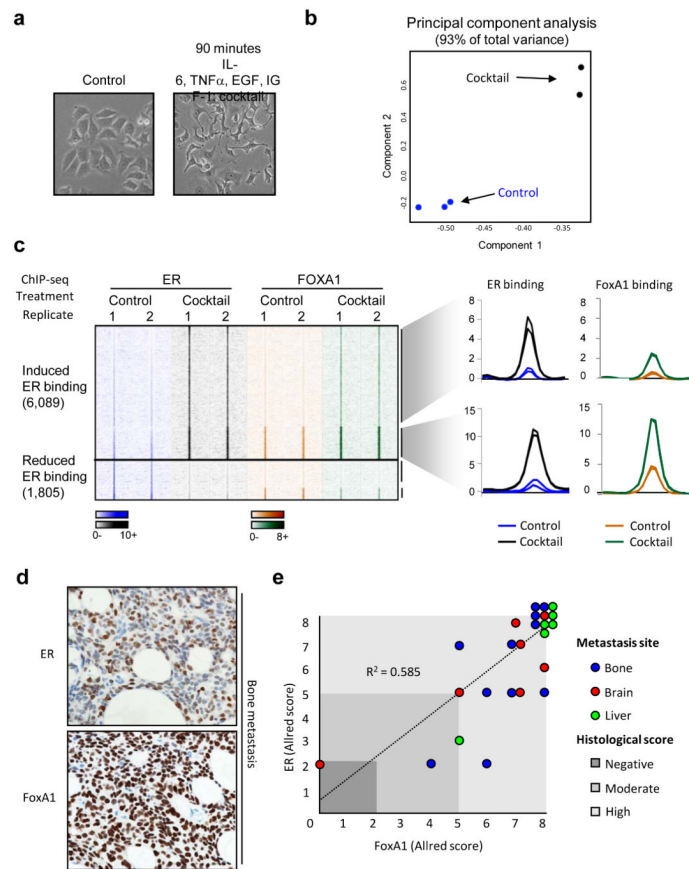 a
Control
90 minutes
IL-
6, TNFα, EGF, IG
F-1: cocktail
b
Principal component analysis
(93% of total variance)
Component 2
0.6
0.4
0.2
0.0
-0.2
Cocktail
Control
-0.50
-0.45
-0.40
-0.35
Component 1
c
ChIP-seq ER FOXA1
Treatment Control Cocktail Control Cocktail
Replicate 1 2 1 2 1 2 1 2
Induced
ER binding
(6,089)
Reduced
ER binding
(1,805)
0- 10+
0- 8+
ER binding FoxA1 binding
8 8
6 6
4 4
2 2
0 0
15 15
10 10
5 5
0 0
Control Control
Cocktail Cocktail
d
ER
FoxA1
Bone metastasis
e
ER (Allred score)
8
7
6
5
4
3
2
1
R² = 0.585
0 1 2 3 4 5 6 7 8
FoxA1 (Allred score)
Metastasis site
Bone
Brain
Liver
Histological score
Negative
Moderate
High